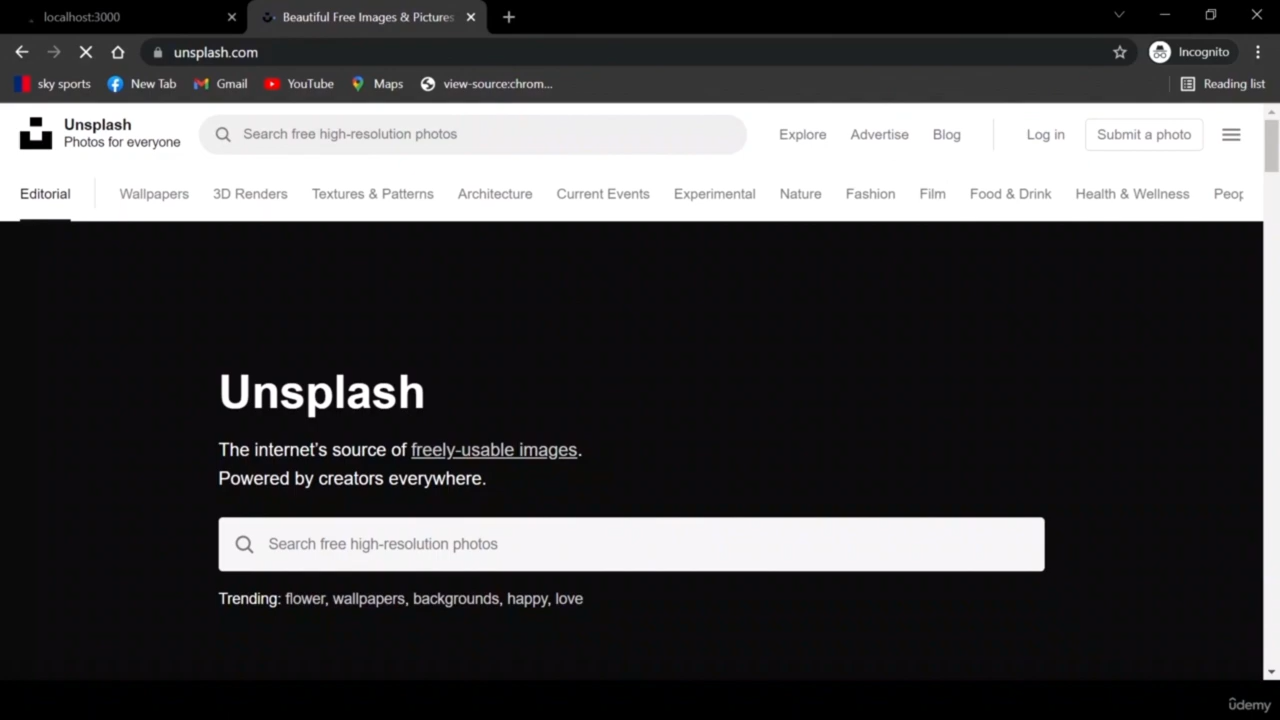 localhost:3000
Beautiful Free Images & Pictures
unsplash.com
Incognito
sky sports
New Tab
Gmail
YouTube
Maps
view-source:chrom...
Reading list
Unsplash
Photos for everyone
Search free high-resolution photos
Explore
Advertise
Blog
Log in
Submit a photo
Editorial
Wallpapers
3D Renders
Textures & Patterns
Architecture
Current Events
Experimental
Nature
Fashion
Film
Food & Drink
Health & Wellness
Peop
Unsplash
The internet's source of freely-usable images.
Powered by creators everywhere.
Search free high-resolution photos
Trending: flower, wallpapers, backgrounds, happy, love
ûdemy